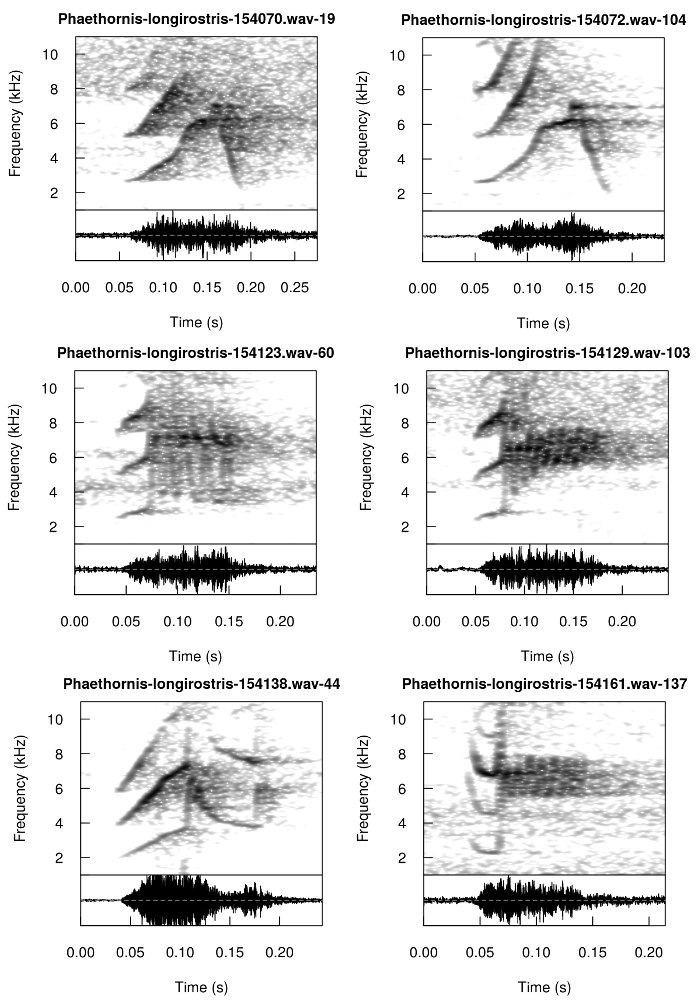 Phaethornis-longirostris-154070.wav-19
Phaethornis-longirostris-154072.wav-104
10
8
6
4
2
Frequency (kHz)
0.00 0.05 0.10 0.15 0.20 0.25
Time (s)
10
8
6
4
2
Frequency (kHz)
0.00 0.05 0.10 0.15 0.20
Time (s)
Phaethornis-longirostris-154123.wav-60
Phaethornis-longirostris-154129.wav-103
10
8
6
4
2
Frequency (kHz)
0.00 0.05 0.10 0.15 0.20
Time (s)
10
8
6
4
2
Frequency (kHz)
0.00 0.05 0.10 0.15 0.20
Time (s)
Phaethornis-longirostris-154138.wav-44
Phaethornis-longirostris-154161.wav-137
10
8
6
4
2
Frequency (kHz)
0.00 0.05 0.10 0.15 0.20
Time (s)
10
8
6
4
2
Frequency (kHz)
0.00 0.05 0.10 0.15 0.20
Time (s)